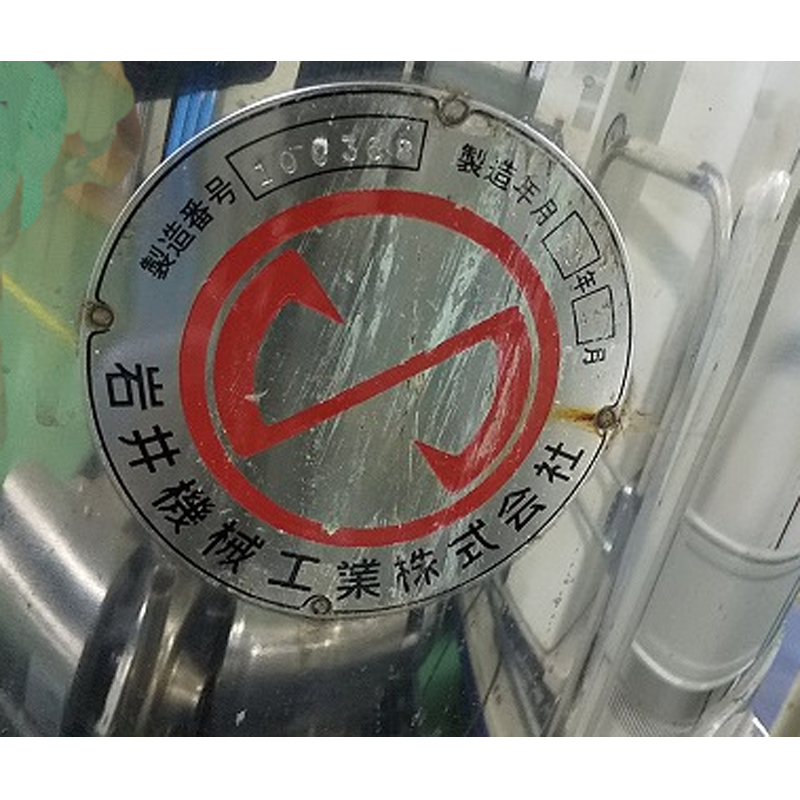 製造番号
製造年月
年
月
岩井機械工業株式会社